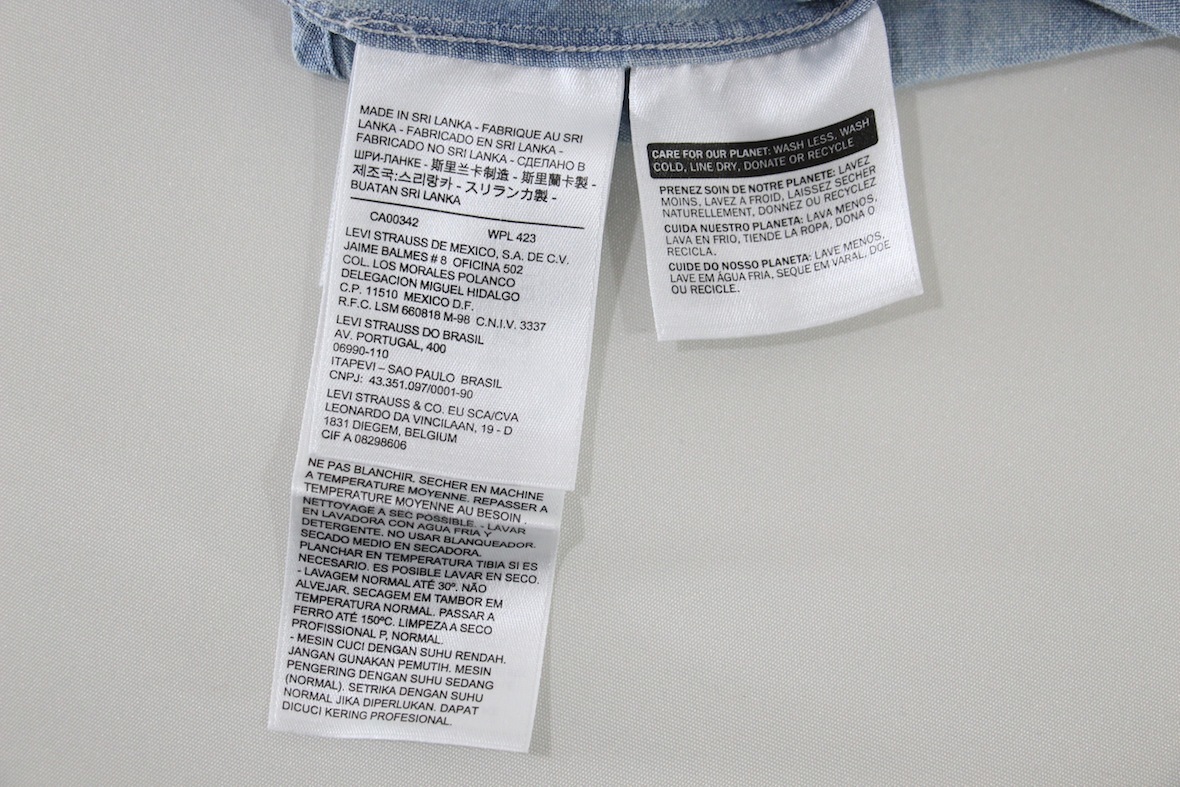 MADE IN SRI LANKA - FABRIQUE AU SRI
LANKA - FABRICADO EN SRI LANKA -
FABRICADO NO SRI LANKA - СДЕЛАНО В
ШРИ-ЛАНКЕ - 斯里兰卡制造 - 斯里蘭卡製 -
제조국:스리랑카 - スリランカ製 -
BUATAN SRI LANKA
CA00342 WPL 423
LEVI STRAUSS DE MEXICO, S.A. DE C.V.
JAIME BALMES # 8 OFICINA 502
COL. LOS MORALES POLANCO
DELEGACION MIGUEL HIDALGO
C.P. 11510 MEXICO D.F.
R.F.C. LSM 660818 M-98 C.N.I.V. 3337
LEVI STRAUSS DO BRASIL
AV. PORTUGAL, 400
06990-110
ITAPEVI – SAO PAULO BRASIL
CNPJ: 43.351.097/0001-90
LEVI STRAUSS & CO. EU SCA/CVA
LEONARDO DA VINCILAAN, 19 - D
1831 DIEGEM, BELGIUM
CIF A 08298606
NE PAS BLANCHIR. SECHER EN MACHINE
A TEMPERATURE MOYENNE. REPASSER A
TEMPERATURE MOYENNE AU BESOIN .
NETTOYAGE A SEC POSSIBLE. - LAVAR
EN LAVADORA CON AGUA FRIA Y
DETERGENTE. NO USAR BLANQUEADOR.
SECADO MEDIO EN SECADORA.
PLANCHAR EN TEMPERATURA TIBIA SI ES
NECESARIO. ES POSIBLE LAVAR EN SECO.
- LAVAGEM NORMAL ATÉ 30º. NÃO
ALVEJAR. SECAGEM EM TAMBOR EM
TEMPERATURA NORMAL. PASSAR A
FERRO ATÉ 150ºC. LIMPEZA A SECO
PROFISSIONAL P, NORMAL.
- MESIN CUCI DENGAN SUHU RENDAH.
JANGAN GUNAKAN PEMUTIH. MESIN
PENGERING DENGAN SUHU SEDANG
(NORMAL). SETRIKA DENGAN SUHU
NORMAL JIKA DIPERLUKAN. DAPAT
DICUCI KERING PROFESIONAL.
CARE FOR OUR PLANET: WASH LESS, WASH
COLD, LINE DRY, DONATE OR RECYCLE
PRENEZ SOIN DE NOTRE PLANETE: LAVEZ
MOINS, LAVEZ A FROID, LAISSEZ SECHER
NATURELLEMENT, DONNEZ OU RECYCLEZ
CUIDA NUESTRO PLANETA: LAVA MENOS,
LAVA EN FRIO, TIENDE LA ROPA, DONA O
RECICLA.
CUIDE DO NOSSO PLANETA: LAVE MENOS,
LAVE EM ÁGUA FRIA, SEQUE EM VARAL, DOE
OU RECICLE.